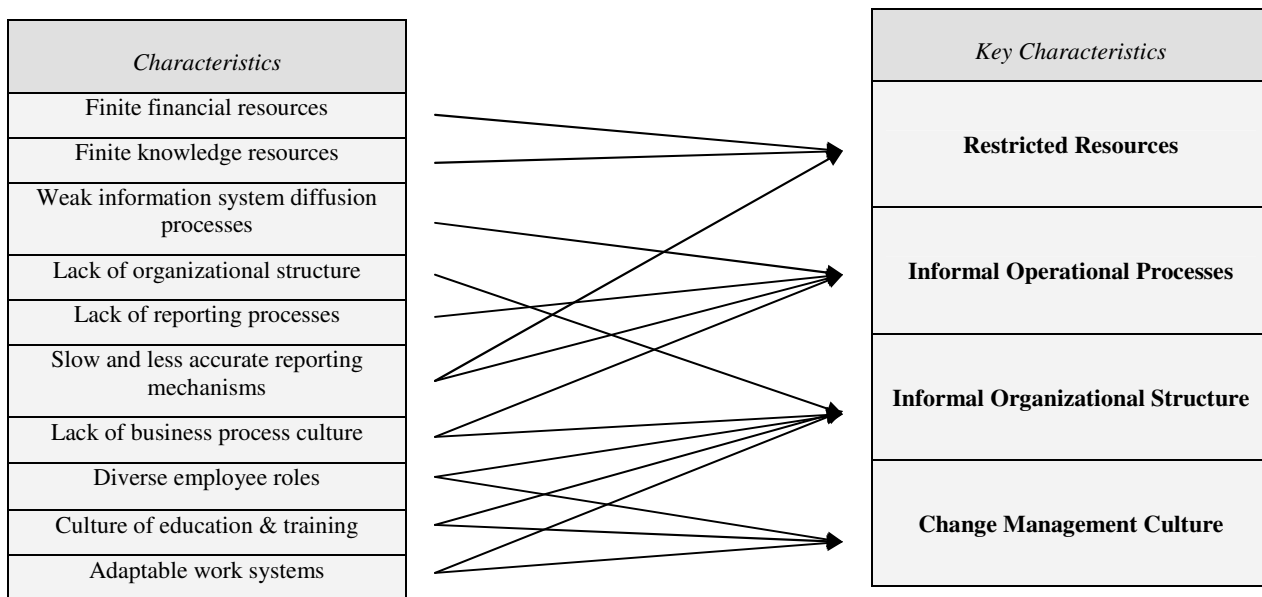 Characteristics
Finite financial resources
Finite knowledge resources
Weak information system diffusion
processes
Lack of organizational structure
Lack of reporting processes
Slow and less accurate reporting
mechanisms
Lack of business process culture
Diverse employee roles
Culture of education & training
Adaptable work systems
Key Characteristics
Restricted Resources
Informal Operational Processes
Informal Organizational Structure
Change Management Culture